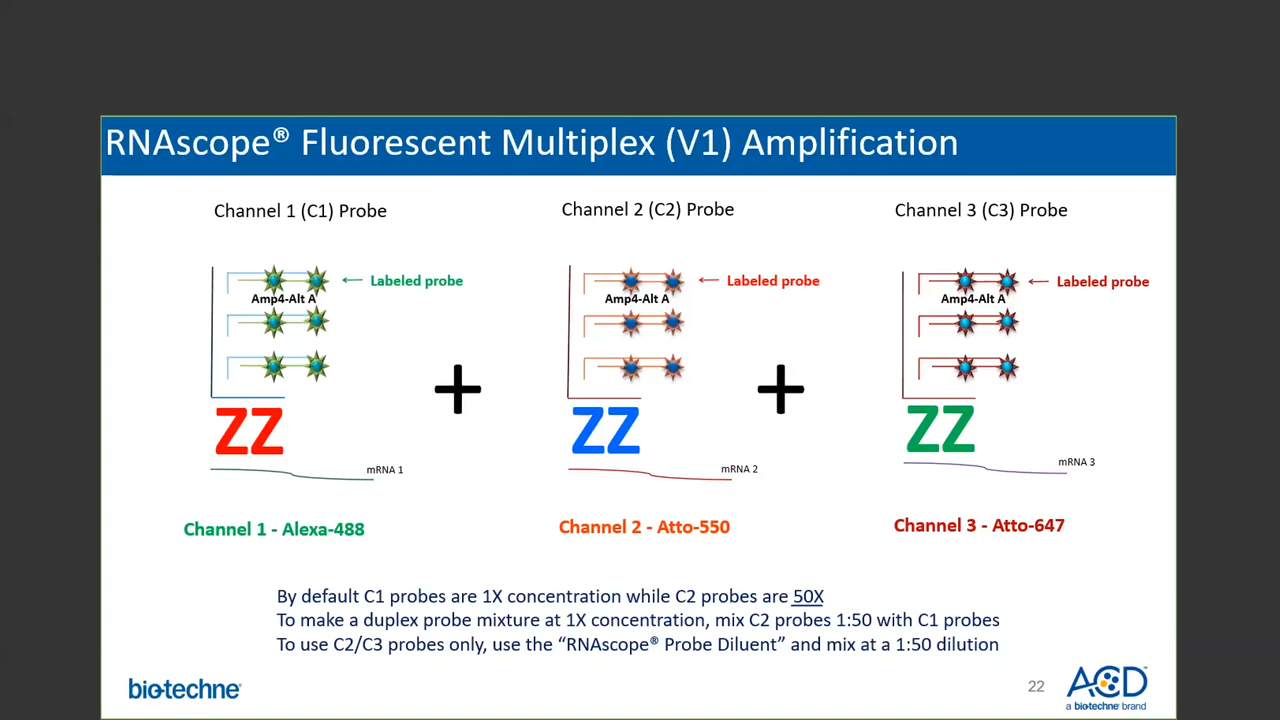 RNAscope® Fluorescent Multiplex (V1) Amplification
Channel 1 (C1) Probe
Channel 2 (C2) Probe
Channel 3 (C3) Probe
Labeled probe
Labeled probe
Labeled probe
Amp4-Alt A
Amp4-Alt A
Amp4-Alt A
+
+
ZZ
ZZ
ZZ
mRNA 1
mRNA 2
mRNA 3
Channel 1 - Alexa-488
Channel 2 - Atto-550
Channel 3 - Atto-647
By default C1 probes are 1X concentration while C2 probes are 50X
To make a duplex probe mixture at 1X concentration, mix C2 probes 1:50 with C1 probes
To use C2/C3 probes only, use the “RNAscope® Probe Diluent” and mix at a 1:50 dilution
bio-techne®
22
ACD™
a bio-techne® brand